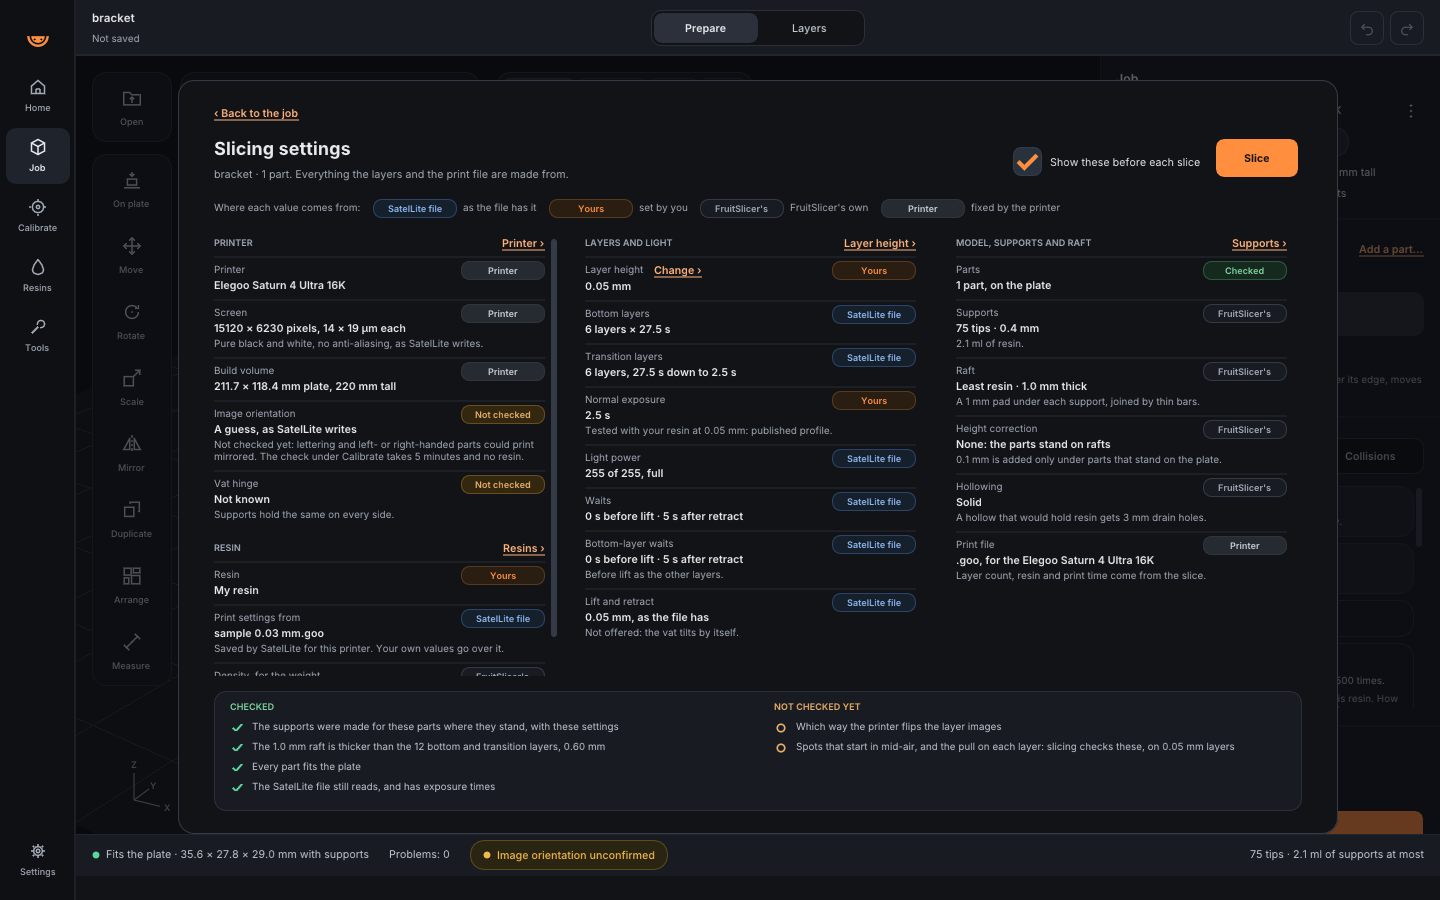 bracket
Not saved
Prepare
Layers
Home
Job
Calibrate
Resins
Tools
Settings
Open
On plate
Move
Rotate
Scale
Mirror
Duplicate
Arrange
Measure
Job
‹ Back to the job
Slicing settings
bracket · 1 part. Everything the layers and the print file are made from.
Show these before each slice
Slice
Where each value comes from:
SatelLite file
as the file has it
Yours
set by you
FruitSlicer's
FruitSlicer's own
Printer
fixed by the printer
PRINTER
Printer ›
Printer
Printer
Elegoo Saturn 4 Ultra 16K
Screen
Printer
15120 × 6230 pixels, 14 × 19 µm each
Pure black and white, no anti-aliasing, as SatelLite writes.
Build volume
Printer
211.7 × 118.4 mm plate, 220 mm tall
Image orientation
Not checked
A guess, as SatelLite writes
Not checked yet: lettering and left- or right-handed parts could print
mirrored. The check under Calibrate takes 5 minutes and no resin.
Vat hinge
Not checked
Not known
Supports hold the same on every side.
RESIN
Resins ›
Resin
Yours
My resin
Print settings from
SatelLite file
sample 0.03 mm.goo
Saved by SatelLite for this printer. Your own values go over it.
Density, for the weight
FruitSlicer's
LAYERS AND LIGHT
Layer height ›
Layer height
Change ›
Yours
0.05 mm
Bottom layers
SatelLite file
6 layers × 27.5 s
Transition layers
SatelLite file
6 layers, 27.5 s down to 2.5 s
Normal exposure
Yours
2.5 s
Tested with your resin at 0.05 mm: published profile.
Light power
SatelLite file
255 of 255, full
Waits
SatelLite file
0 s before lift · 5 s after retract
Bottom-layer waits
SatelLite file
0 s before lift · 5 s after retract
Before lift as the other layers.
Lift and retract
SatelLite file
0.05 mm, as the file has
Not offered: the vat tilts by itself.
MODEL, SUPPORTS AND RAFT
Supports ›
Parts
Checked
1 part, on the plate
Supports
FruitSlicer's
75 tips · 0.4 mm
2.1 ml of resin.
Raft
FruitSlicer's
Least resin · 1.0 mm thick
A 1 mm pad under each support, joined by thin bars.
Height correction
FruitSlicer's
None: the parts stand on rafts
0.1 mm is added only under parts that stand on the plate.
Hollowing
FruitSlicer's
Solid
A hollow that would hold resin gets 3 mm drain holes.
Print file
Printer
.goo, for the Elegoo Saturn 4 Ultra 16K
Layer count, resin and print time come from the slice.
CHECKED
The supports were made for these parts where they stand, with these settings
The 1.0 mm raft is thicker than the 12 bottom and transition layers, 0.60 mm
Every part fits the plate
The SatelLite file still reads, and has exposure times
NOT CHECKED YET
Which way the printer flips the layer images
Spots that start in mid-air, and the pull on each layer: slicing checks these, on 0.05 mm layers
mm tall
Add a part...
er its edge, moves
Collisions
500 times.
is resin. How
Z
Y
X
Fits the plate · 35.6 × 27.8 × 29.0 mm with supports
Problems: 0
Image orientation unconfirmed
75 tips · 2.1 ml of supports at most